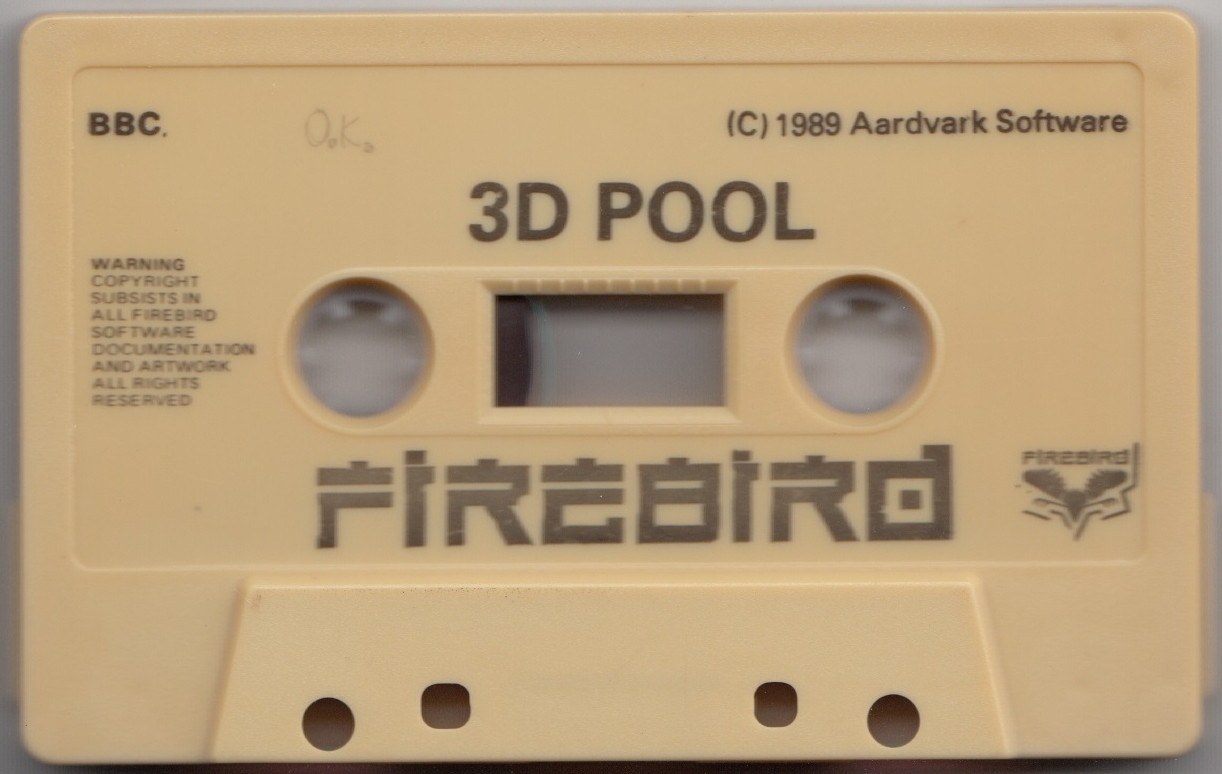 BBC.
O.K.
(C) 1989 Aardvark Software
3D POOL
WARNING
COPYRIGHT
SUBSISTS IN
ALL FIREBIRD
SOFTWARE
DOCUMENTATION
AND ARTWORK
ALL RIGHTS
RESERVED
FIREBIRD
FIREBIRD